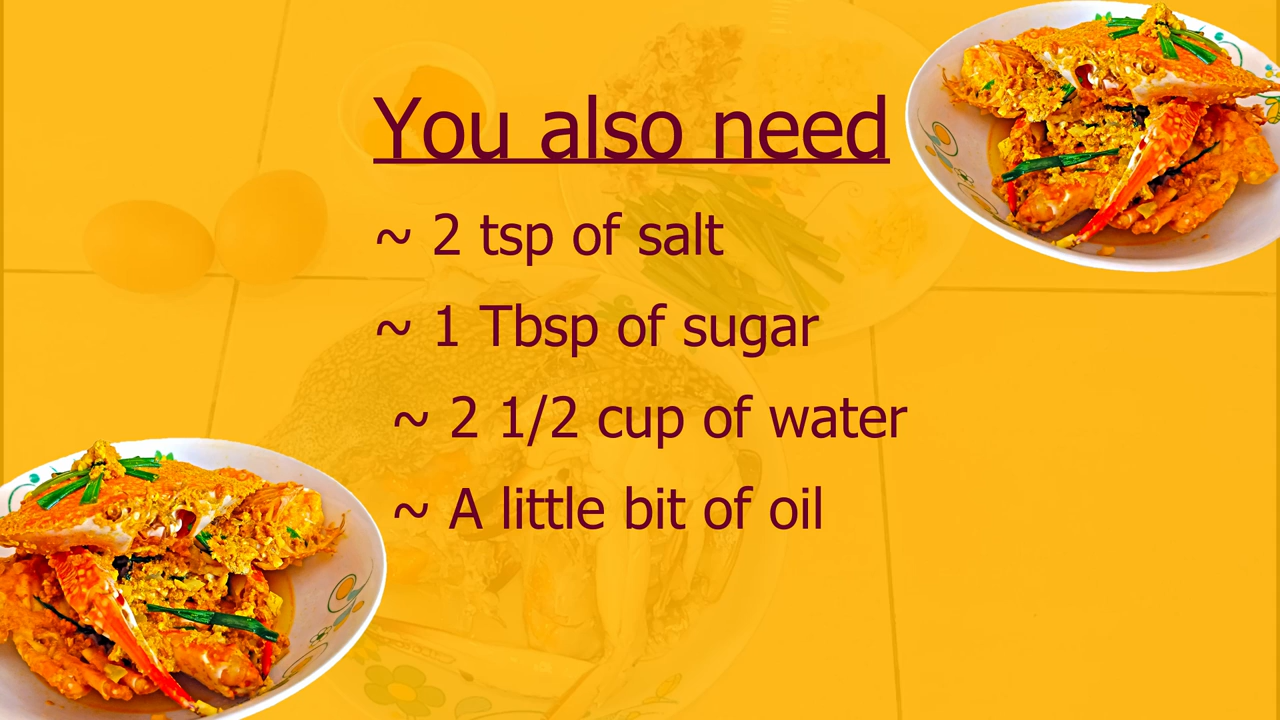 You also need
~ 2 tsp of salt
~ 1 Tbsp of sugar
~ 2 1/2 cup of water
~ A little bit of oil